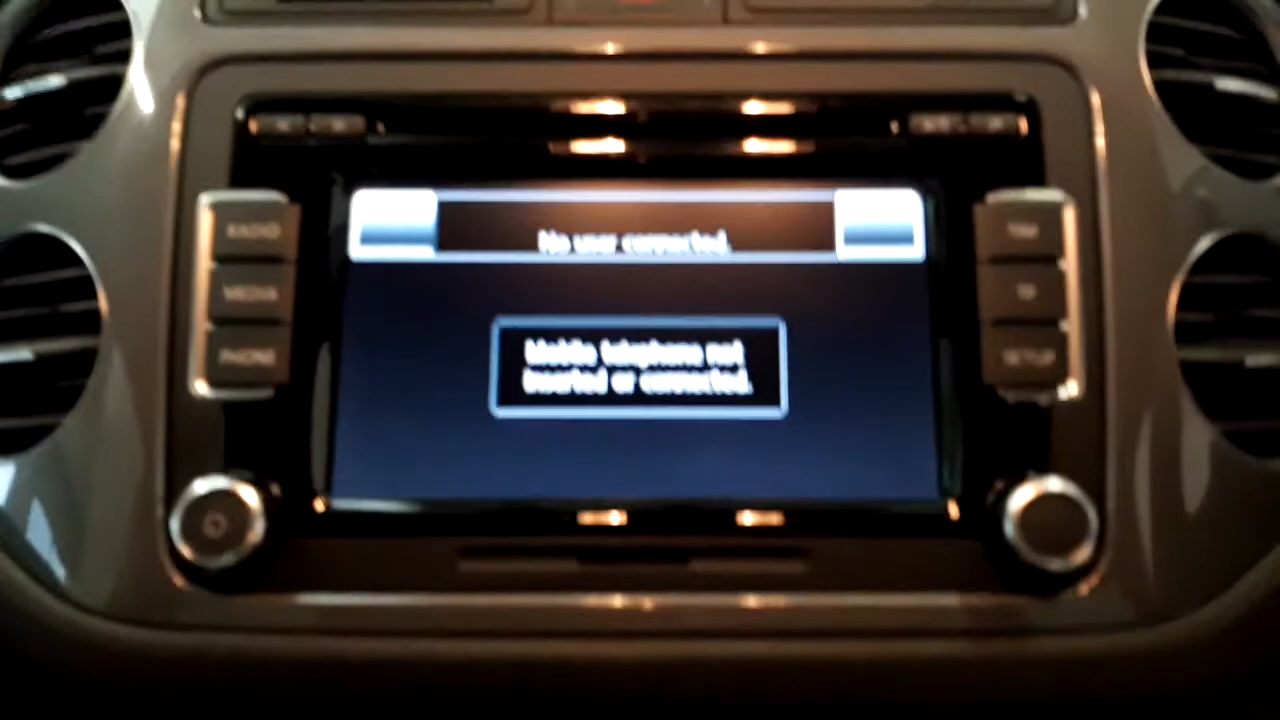 No user connected.
RADIO
MEDIA
PHONE
Mobile telephone not
inserted or connected.
TP
SETUP